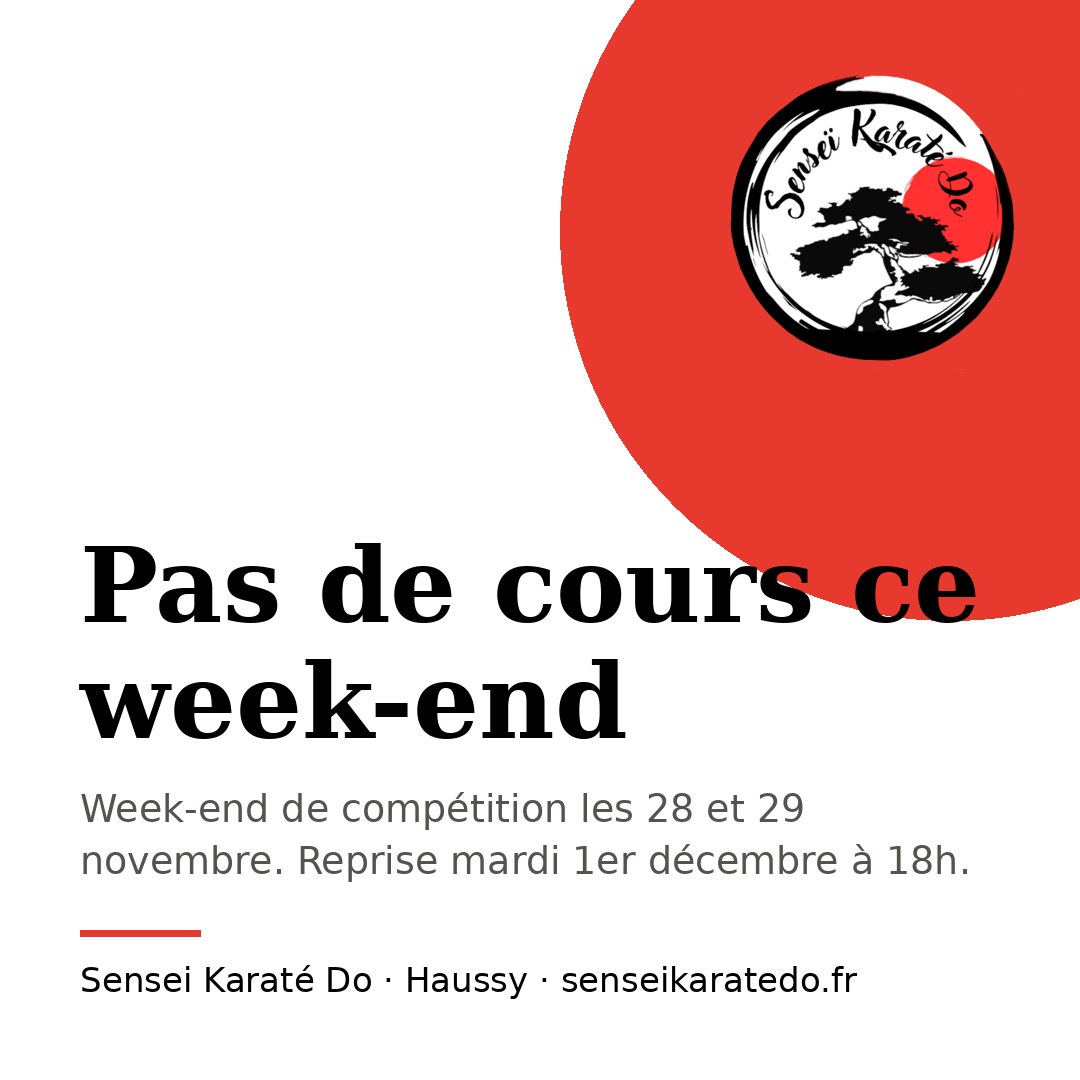 Senseï Karaté Do
Pas de cours ce
week-end
Week-end de compétition les 28 et 29
novembre. Reprise mardi 1er décembre à 18h.
Sensei Karaté Do · Haussy · senseikaratedo.fr